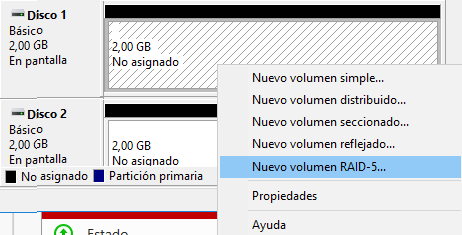 Disco 1
Básico
2,00 GB
En pantalla
2,00 GB
No asignado
Disco 2
Básico
2,00 GB
En pantalla
2,00 GB
No asignado
No asignado
Partición primaria
Nuevo volumen simple...
Nuevo volumen distribuido...
Nuevo volumen seccionado...
Nuevo volumen reflejado...
Nuevo volumen RAID-5...
Propiedades
Ayuda
Estado